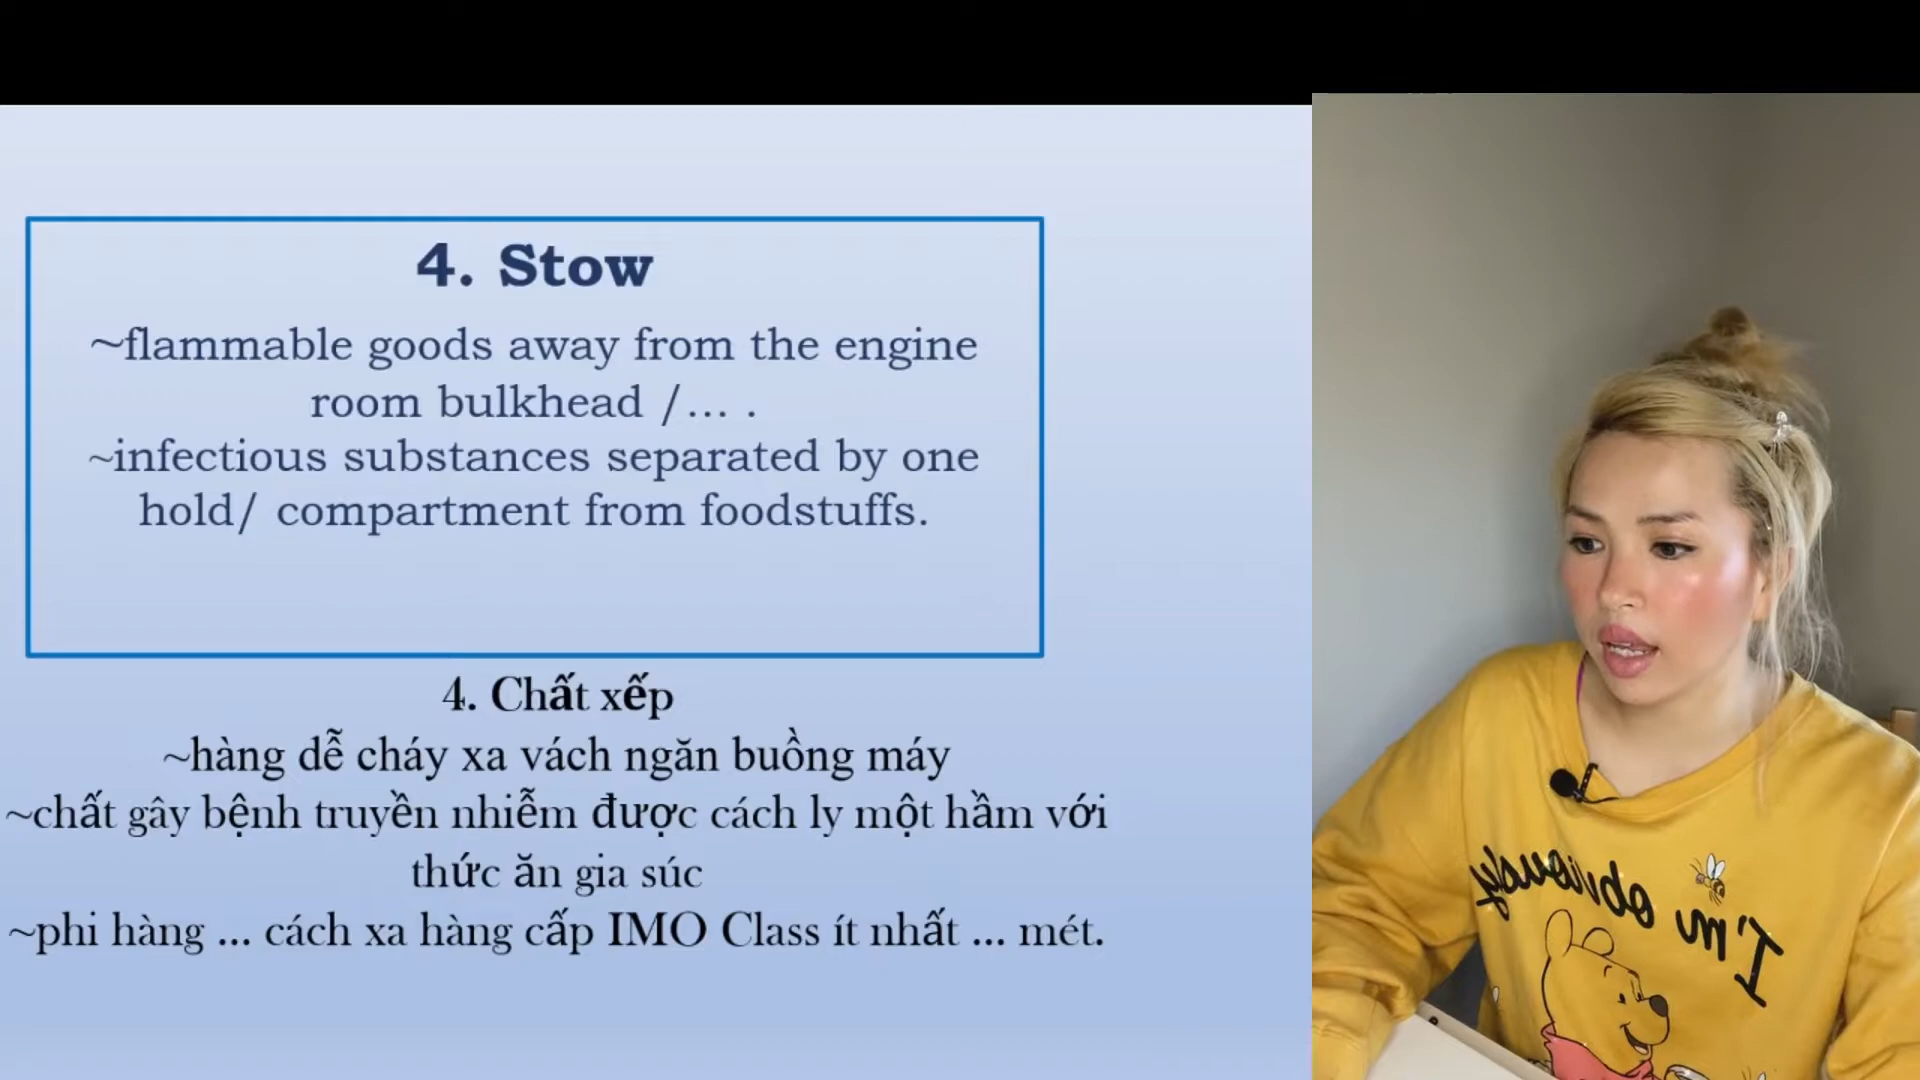 4. Stow
~flammable goods away from the engine
room bulkhead /... .
~infectious substances separated by one
hold/ compartment from foodstuffs.
4. Chất xếp
~hàng dễ cháy xa vách ngăn buồng máy
~chất gây bệnh truyền nhiễm được cách ly một hầm với
thức ăn gia súc
~phi hàng ... cách xa hàng cấp IMO Class ít nhất ... mét.
I'm obviously